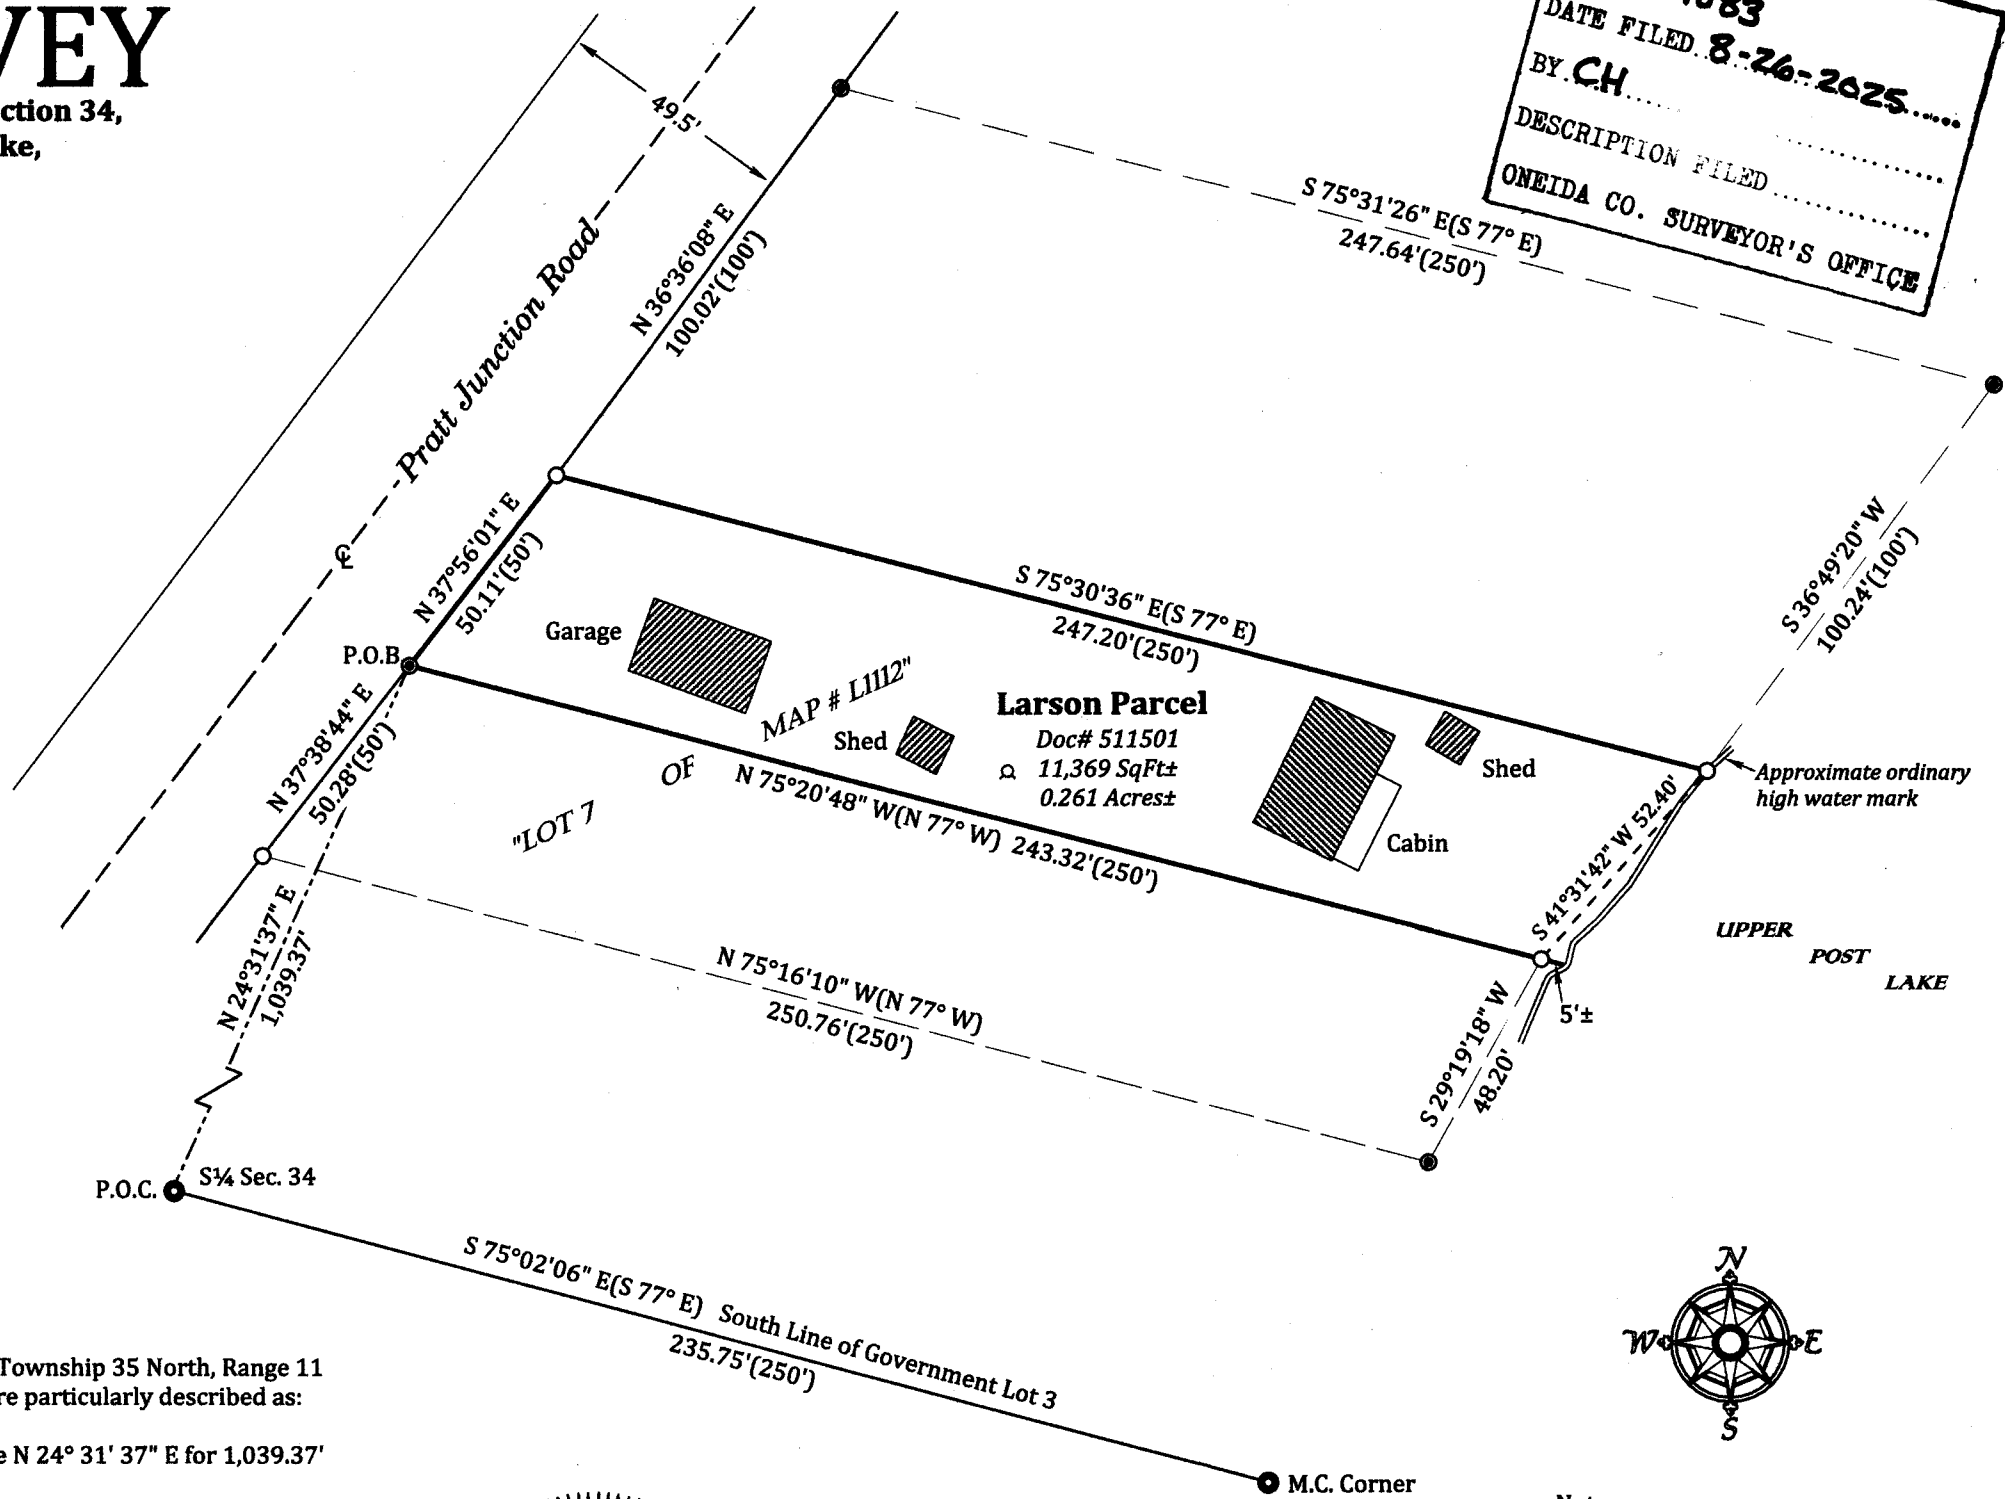 VEY
ction 34,
ke,
DATE FILED 8-26-2025
BY CH
DESCRIPTION FILED
ONEIDA CO. SURVEYOR'S OFFICE
49.5'
Pratt Junction Road
N 36°36'08" E
100.02'(100')
S 75°31'26" E(S 77° E)
247.64'(250')
S 36°49'20" W
100.24'(100')
N 37°56'01" E
50.11'(50')
S 75°30'36" E(S 77° E)
247.20'(250')
P.O.B.
Garage
MAP # L1112"
Shed
Larson Parcel
Doc# 511501
11,369 SqFt±
0.261 Acres±
Shed
Cabin
Approximate ordinary
high water mark
N 37°38'44" E
50.28'(50')
"LOT 7
OF
N 75°20'48" W(N 77° W) 243.32'(250')
S 41°31'42" W 52.40'
UPPER
POST
LAKE
5'±
N 24°31'37" E
1,039.37'
N 75°16'10" W(N 77° W)
250.76'(250')
S 29°19'18" W
48.20'
P.O.C.
S¼ Sec. 34
S 75°02'06" E(S 77° E) South Line of Government Lot 3
235.75'(250')
M.C. Corner
N
W
E
S
Township 35 North, Range 11
re particularly described as:
e N 24° 31' 37" E for 1,039.37'